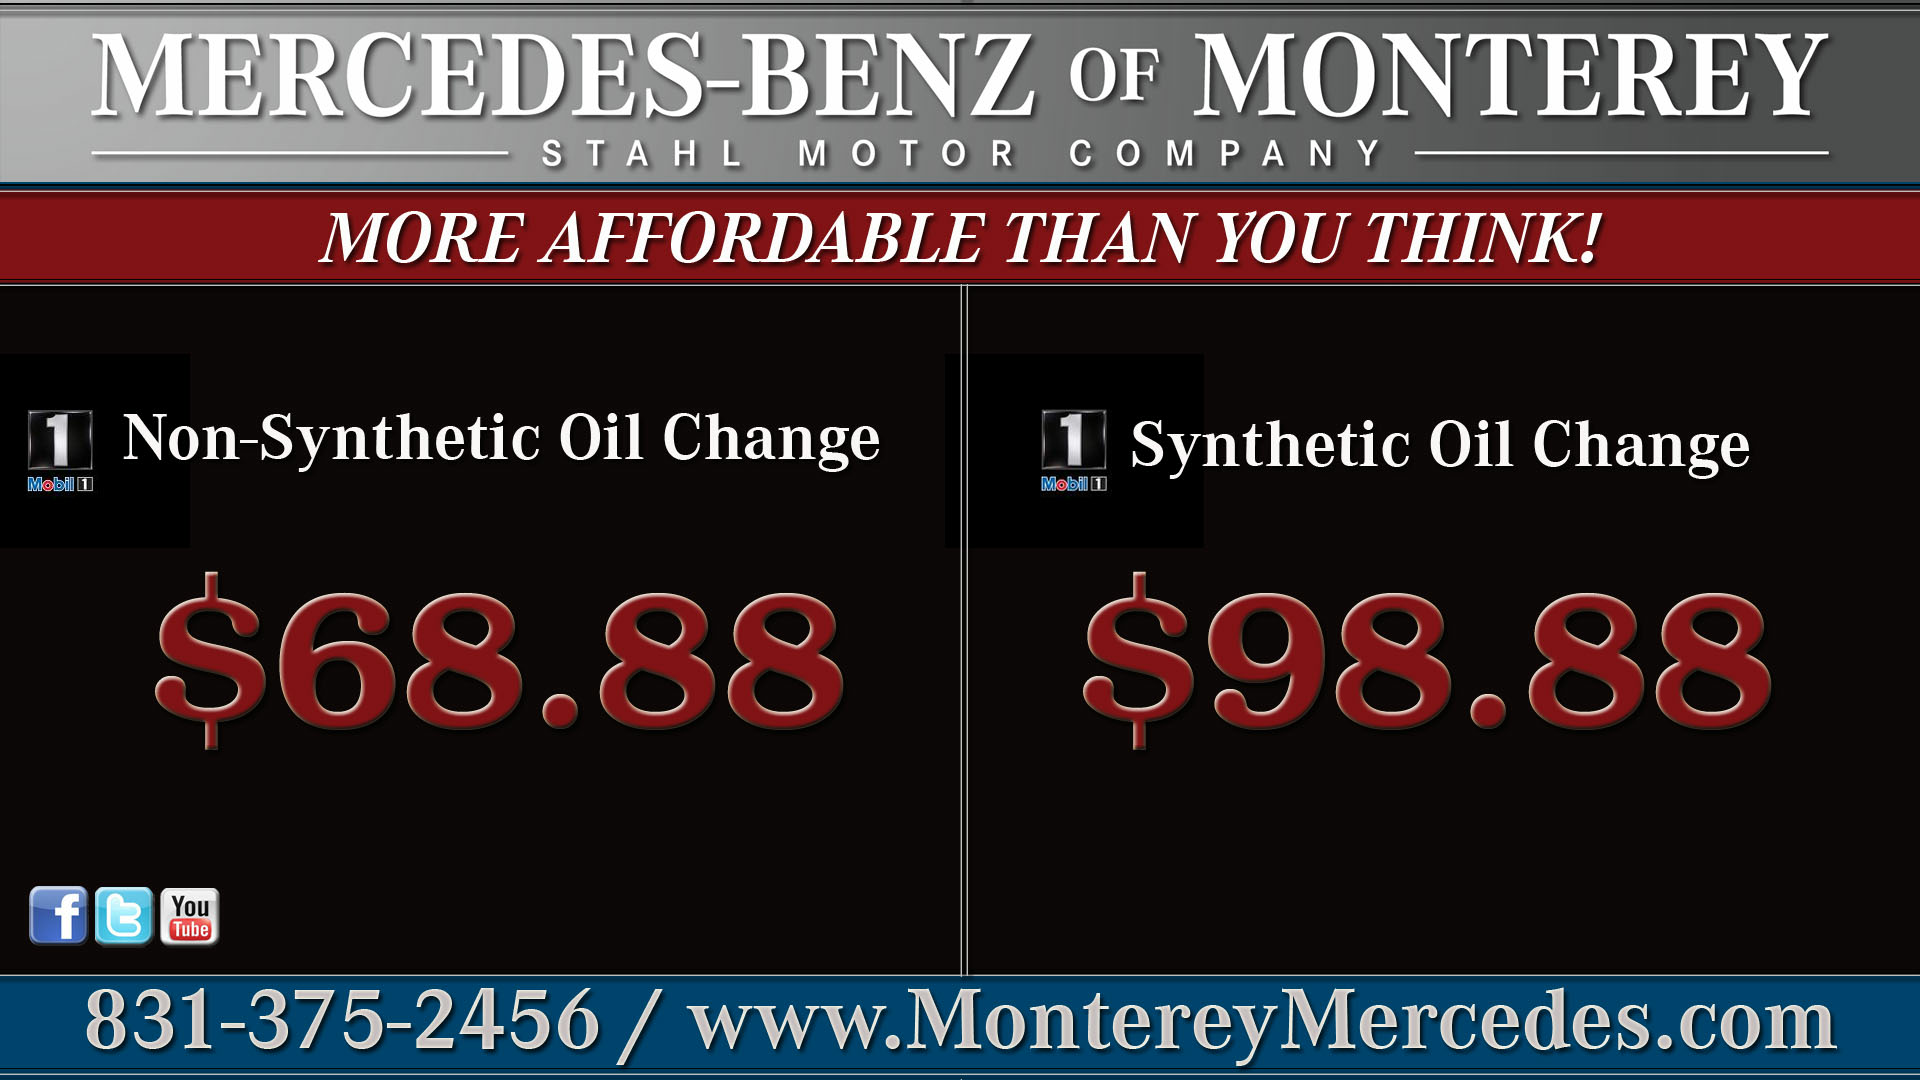 MERCEDES-BENZ OF MONTEREY
STAHL MOTOR COMPANY
MORE AFFORDABLE THAN YOU THINK!
1
Mobil 1
Non-Synthetic Oil Change
$68.88
1
Mobil 1
Synthetic Oil Change
$98.88
f
t
You
Tube
831-375-2456 / www.MontereyMercedes.com